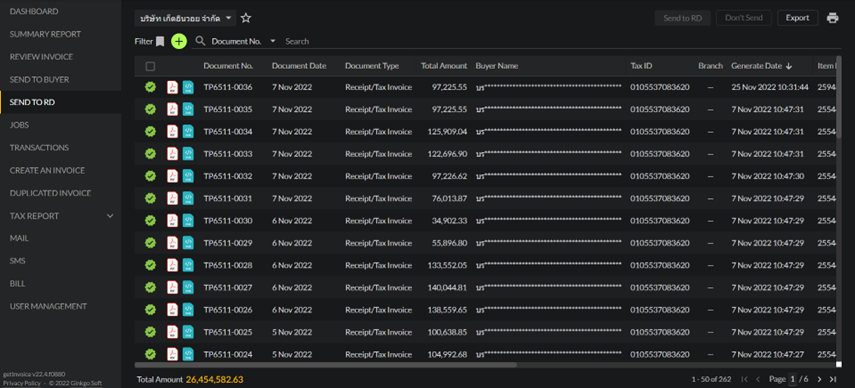 DASHBOARD
SUMMARY REPORT
REVIEW INVOICE
SEND TO BUYER
SEND TO RD
JOBS
TRANSACTIONS
CREATE AN INVOICE
DUPLICATED INVOICE
TAX REPORT
MAIL
SMS
BILL
USER MANAGEMENT
getInvoice v22.4.f0880
Privacy Policy - © 2022 Ginkgo Soft
บริษัท เก็ตอินวอย จำกัด
Send to RD Don't Send Export
Filter Document No. Search
Document No. Document Date Document Type Total Amount Buyer Name Tax ID Branch Generate Date Item
TP6511-0036 7 Nov 2022 Receipt/Tax Invoice 97,225.55 บร 0105537083620 — 25 Nov 2022 10:31:44 2594
TP6511-0035 7 Nov 2022 Receipt/Tax Invoice 97,225.55 บร 0105537083620 — 7 Nov 2022 10:47:31 2554
TP6511-0034 7 Nov 2022 Receipt/Tax Invoice 125,909.04 บร 0105537083620 — 7 Nov 2022 10:47:31 2554
TP6511-0033 7 Nov 2022 Receipt/Tax Invoice 122,696.90 บร 0105537083620 — 7 Nov 2022 10:47:31 2554
TP6511-0032 7 Nov 2022 Receipt/Tax Invoice 97,226.62 บร 0105537083620 — 7 Nov 2022 10:47:30 2554
TP6511-0031 7 Nov 2022 Receipt/Tax Invoice 76,013.87 บร 0105537083620 — 7 Nov 2022 10:47:29 2554
TP6511-0030 6 Nov 2022 Receipt/Tax Invoice 34,902.33 บร 0105537083620 — 7 Nov 2022 10:47:29 2554
TP6511-0029 6 Nov 2022 Receipt/Tax Invoice 55,896.80 บร 0105537083620 — 7 Nov 2022 10:47:29 2554
TP6511-0028 6 Nov 2022 Receipt/Tax Invoice 133,552.05 บร 0105537083620 — 7 Nov 2022 10:47:29 2554
TP6511-0027 6 Nov 2022 Receipt/Tax Invoice 140,044.81 บร 0105537083620 — 7 Nov 2022 10:47:29 2554
TP6511-0026 6 Nov 2022 Receipt/Tax Invoice 138,559.65 บร 0105537083620 — 7 Nov 2022 10:47:29 2554
TP6511-0025 5 Nov 2022 Receipt/Tax Invoice 100,638.85 บร 0105537083620 — 7 Nov 2022 10:47:29 2554
TP6511-0024 5 Nov 2022 Receipt/Tax Invoice 104,992.68 บร 0105537083620 — 7 Nov 2022 10:47:27 2554
Total Amount 26,454,582.63 1 - 50 of 262 Page 1 / 6